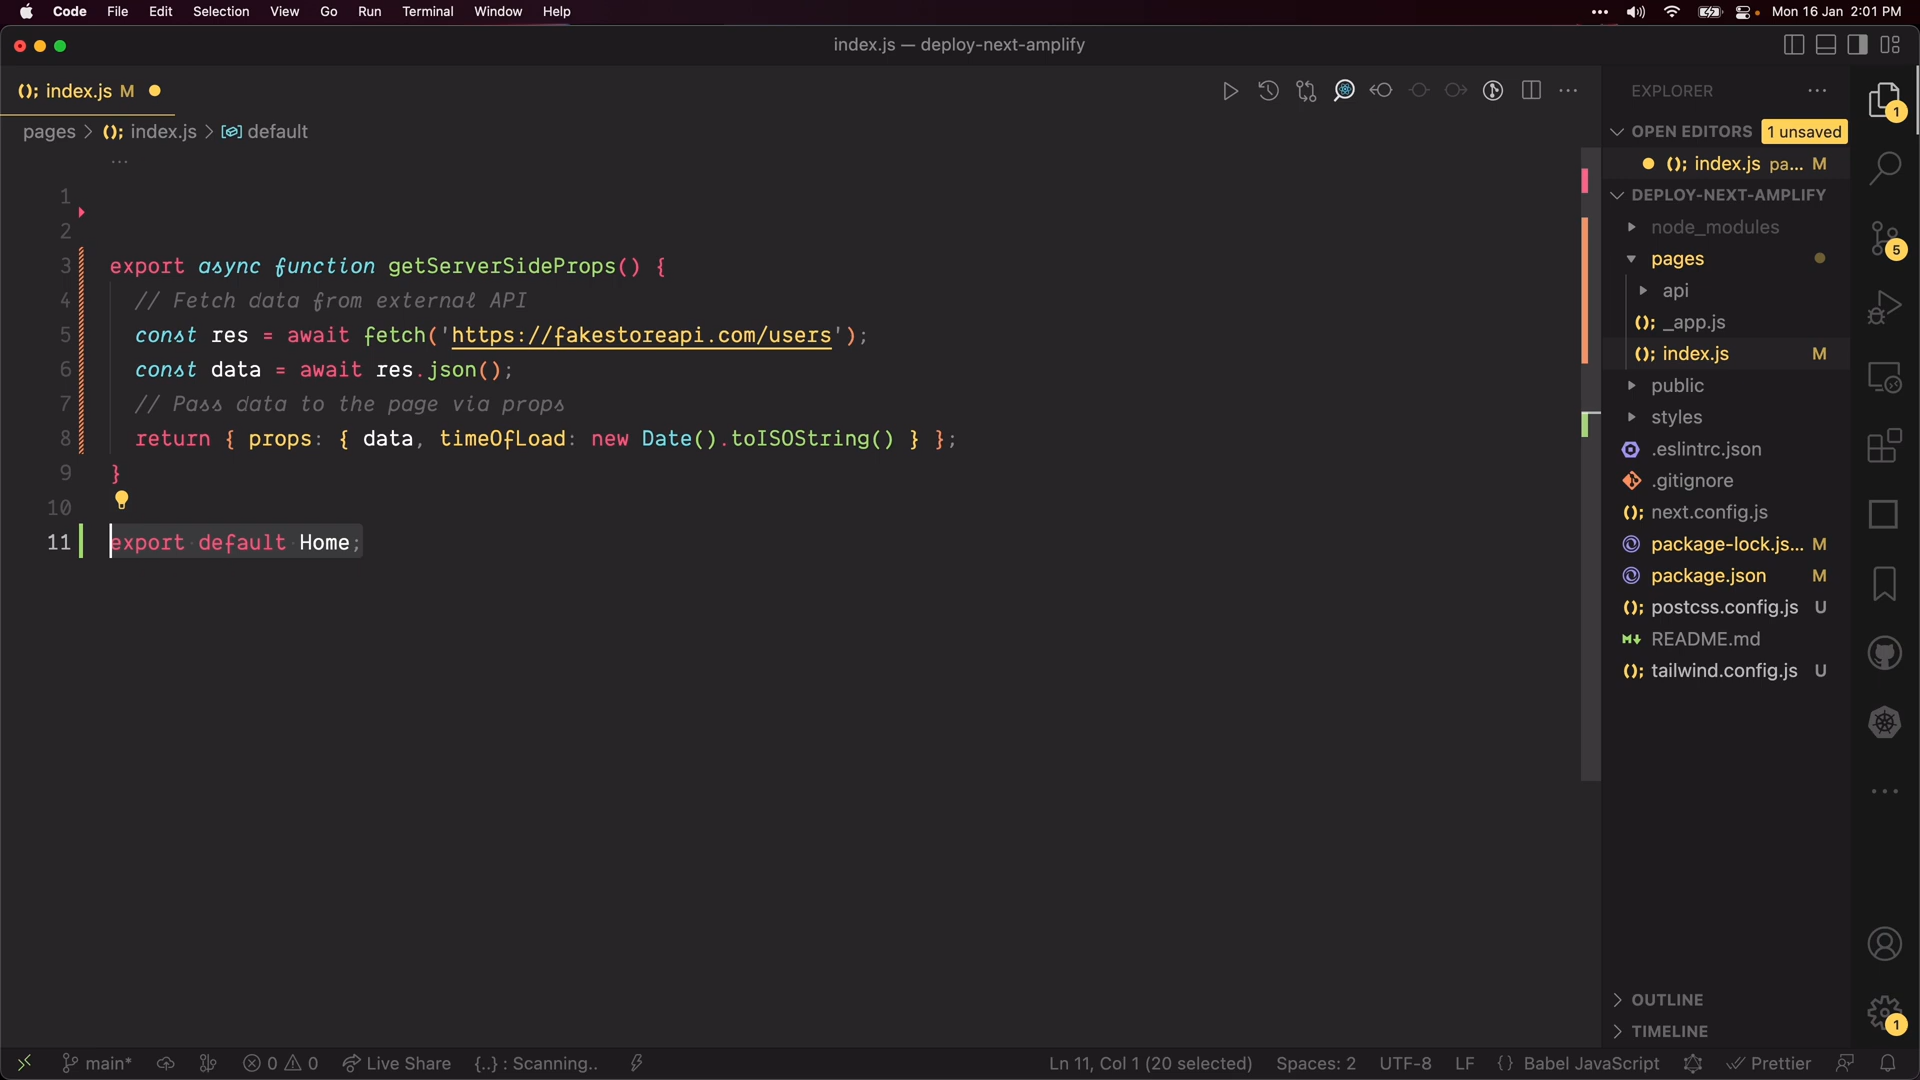 Code File Edit Selection View Go Run Terminal Window Help Mon 16 Jan 2:01 PM
index.js — deploy-next-amplify
(); index.js M
pages > (); index.js > default
...
1
2
3 export async function getServerSideProps() {
4 // Fetch data from external API
5 const res = await fetch('https://fakestoreapi.com/users');
6 const data = await res.json();
7 // Pass data to the page via props
8 return { props: { data, timeOfLoad: new Date().toISOString() } };
9 }
10
11 export default Home;
EXPLORER
OPEN EDITORS 1 unsaved
(); index.js pa... M
DEPLOY-NEXT-AMPLIFY
node_modules
pages
api
(); _app.js
(); index.js M
public
styles
.eslintrc.json
.gitignore
(); next.config.js
package-lock.js... M
package.json M
(); postcss.config.js U
M↓ README.md
(); tailwind.config.js U
OUTLINE
TIMELINE
1
5
1
main* 0 0 Live Share {..} : Scanning.. Ln 11, Col 1 (20 selected) Spaces: 2 UTF-8 LF {} Babel JavaScript Prettier